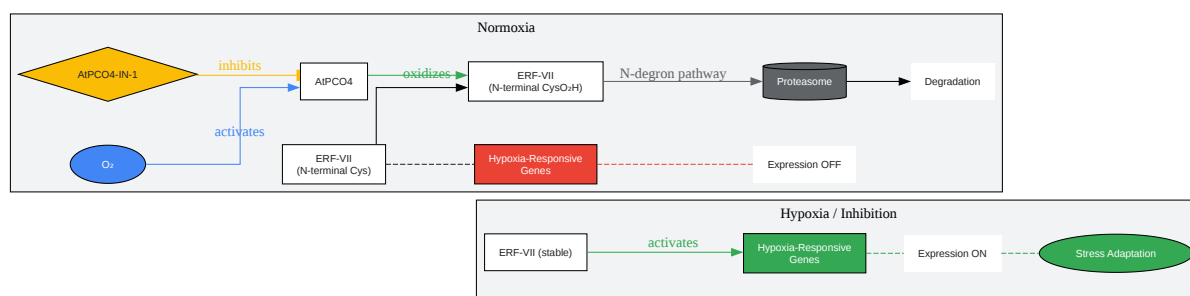 Normoxia
AtPCO4-IN-1
inhibits
AtPCO4
oxidizes
ERF-VII
(N-terminal CysO₂H)
N-degron pathway
Proteasome
Degradation
activates
O₂
ERF-VII
(N-terminal Cys)
Hypoxia-Responsive
Genes
Expression OFF
Hypoxia / Inhibition
ERF-VII (stable)
activates
Hypoxia-Responsive
Genes
Expression ON
Stress Adaptation